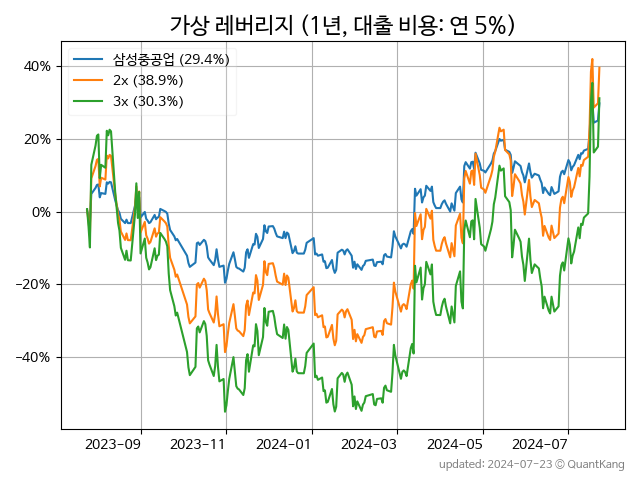 가상 레버리지 (1년, 대출 비용: 연 5%)
삼성중공업 (29.4%)
2x (38.9%)
3x (30.3%)
40%
20%
0%
−20%
−40%
2023-09 2023-11 2024-01 2024-03 2024-05 2024-07
updated: 2024-07-23 © QuantKang